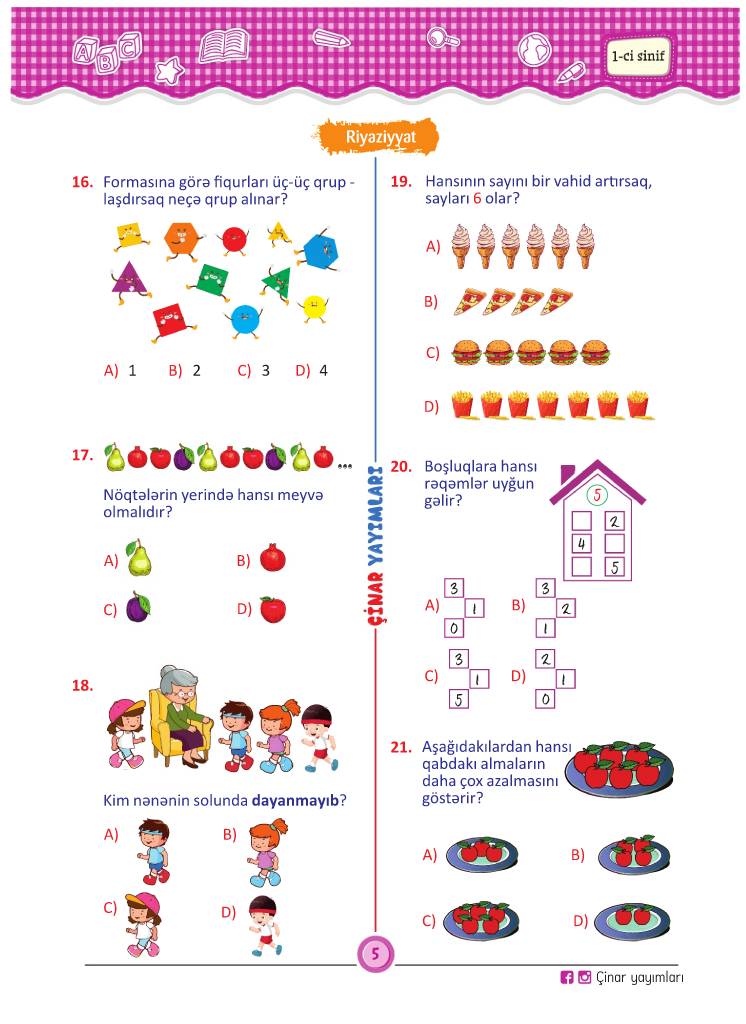 ABC
1-ci sinif
Riyaziyyat
16. Formasına görə fiqurları üç-üç qrup -
laşdırsaq neçə qrup alınar?
A) 1 B) 2 C) 3 D) 4
17. ...
Nöqtələrin yerində hansı meyvə
olmalıdır?
A) B)
C) D)
18.
Kim nənənin solunda dayanmayıb?
A) B)
C) D)
ÇİNAR YAYIMLARI
19. Hansının sayını bir vahid artırsaq,
sayları 6 olar?
A)
B)
C)
D)
20. Boşluqlara hansı
rəqəmlər uyğun
gəlir?
5
2
4
5
A) 3 1 0 B) 3 2 1
C) 3 1 5 D) 2 1 0
21. Aşağıdakılardan hansı
qabdakı almaların
daha çox azalmasını
göstərir?
A) B)
C) D)
5
Çinar yayımları